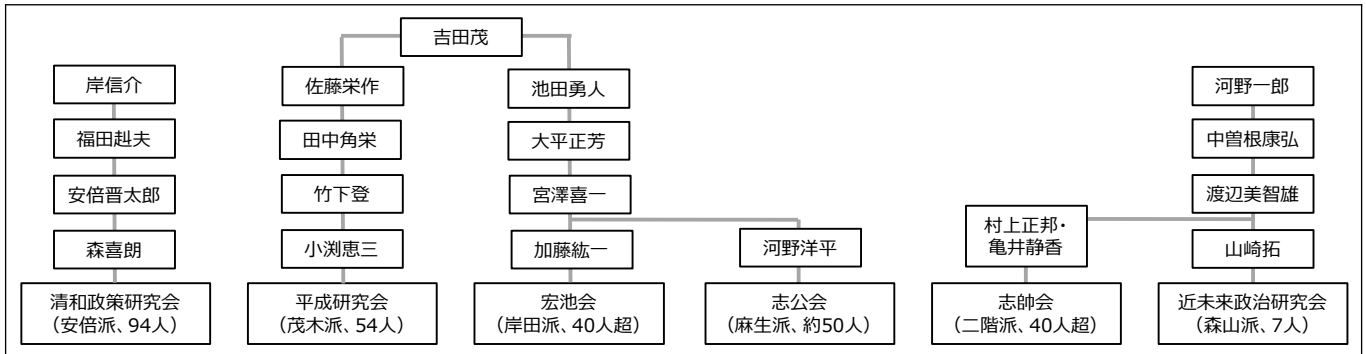 吉田茂
岸信介
佐藤栄作
池田勇人
河野一郎
福田赳夫
田中角栄
大平正芳
中曽根康弘
安倍晋太郎
竹下登
宮澤喜一
渡辺美智雄
村上正邦・
亀井静香
森喜朗
小渕恵三
加藤紘一
河野洋平
山崎拓
清和政策研究会
（安倍派、94人）
平成研究会
（茂木派、54人）
宏池会
（岸田派、40人超）
志公会
（麻生派、約50人）
志帥会
（二階派、40人超）
近未来政治研究会
（森山派、7人）